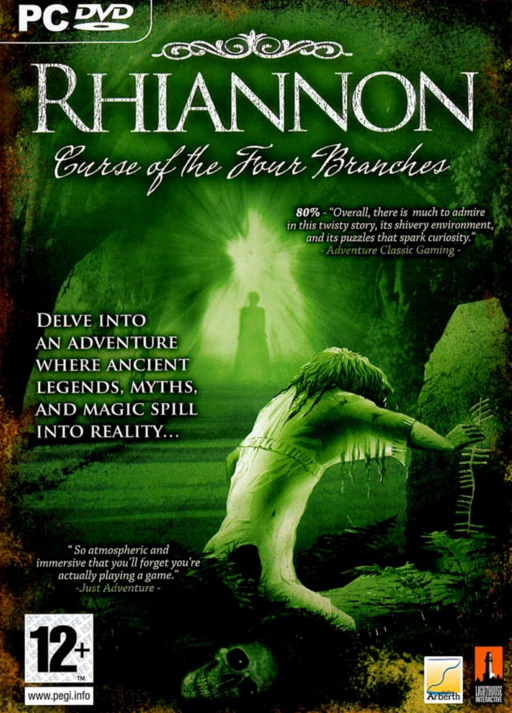 PC DVD
RHIANNON
Curse of the Four Branches
80% - "Overall, there is much to admire
in this twisty story, its shivery environment,
and its puzzles that spark curiosity."
- Adventure Classic Gaming -
DELVE INTO
AN ADVENTURE
WHERE ANCIENT
LEGENDS, MYTHS,
AND MAGIC SPILL
INTO REALITY...
"So atmospheric and
immersive that you'll forget you're
actually playing a game."
-Just Adventure -
12+
www.pegi.info
Arberth
LIGHTHOUSE
INTERACTIVE